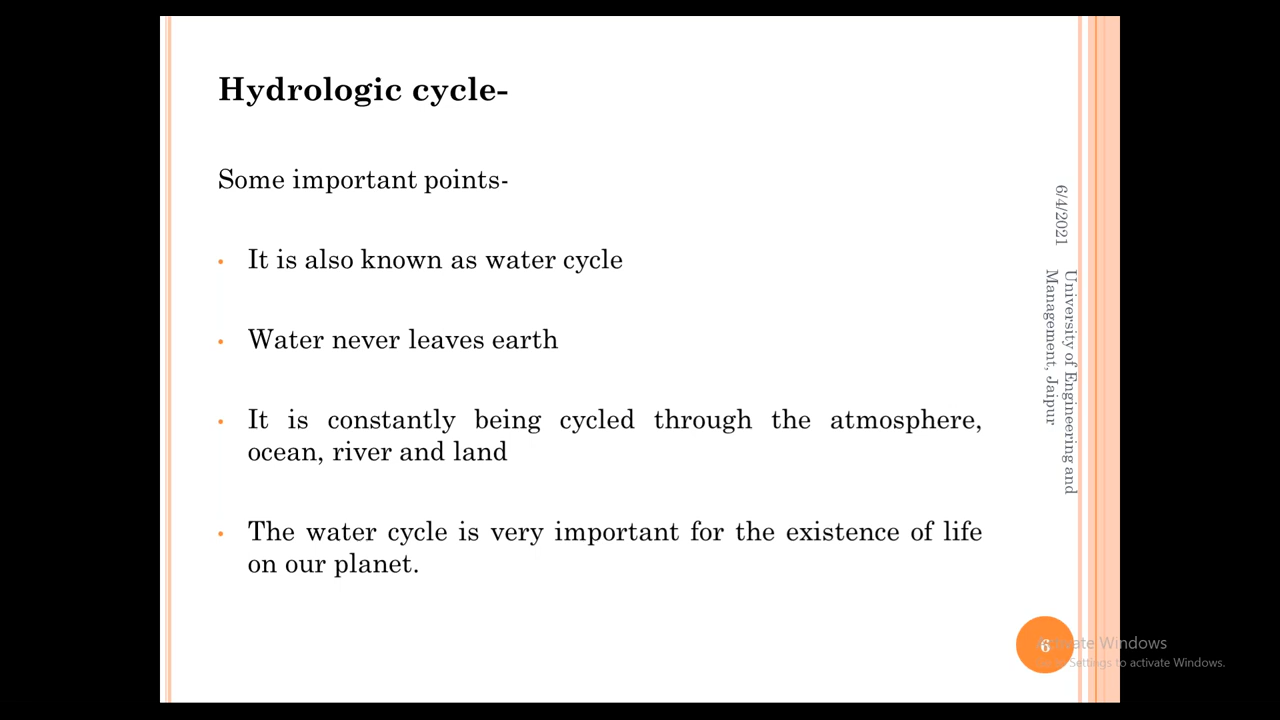 Hydrologic cycle-
Some important points-
• It is also known as water cycle
• Water never leaves earth
• It is constantly being cycled through the atmosphere,
ocean, river and land
• The water cycle is very important for the existence of life
on our planet.
6/4/2021
University of Engineering and
Management, Jaipur
6
Windows
Settings to activate Windows.